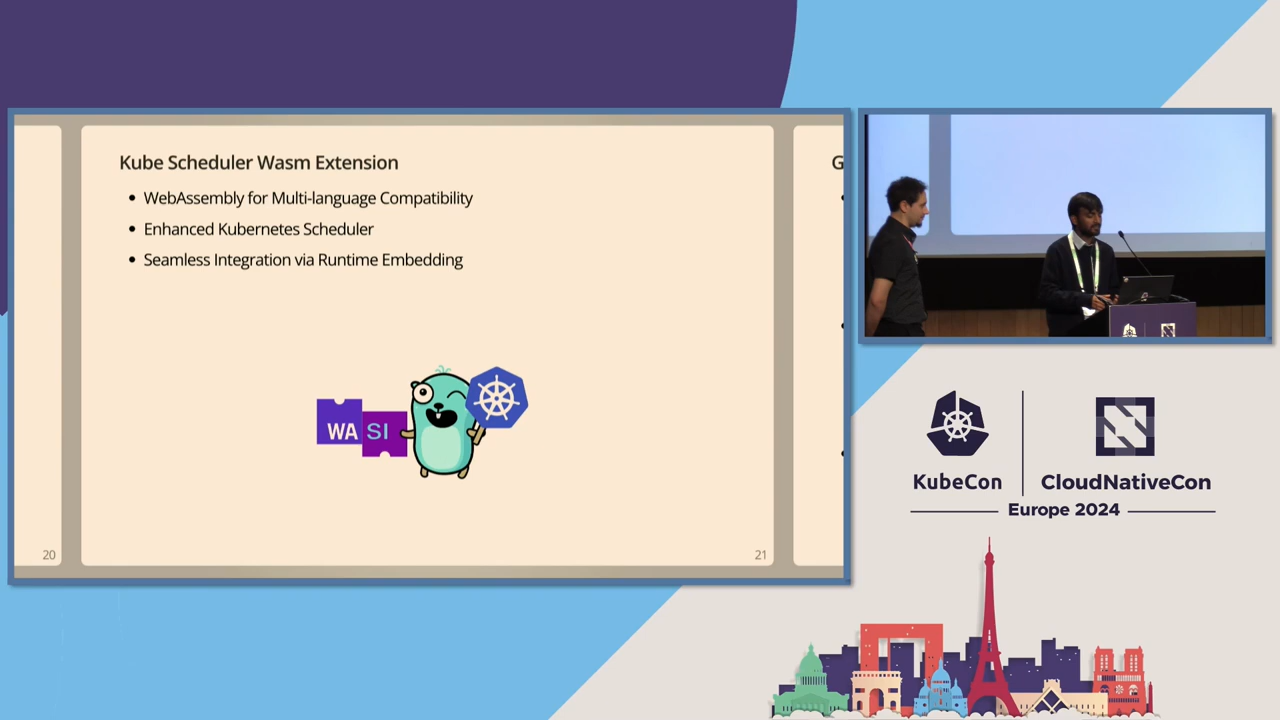 Kube Scheduler Wasm Extension
WebAssembly for Multi-language Compatibility
Enhanced Kubernetes Scheduler
Seamless Integration via Runtime Embedding
WA SI
20
21
G
KubeCon
CloudNativeCon
Europe 2024